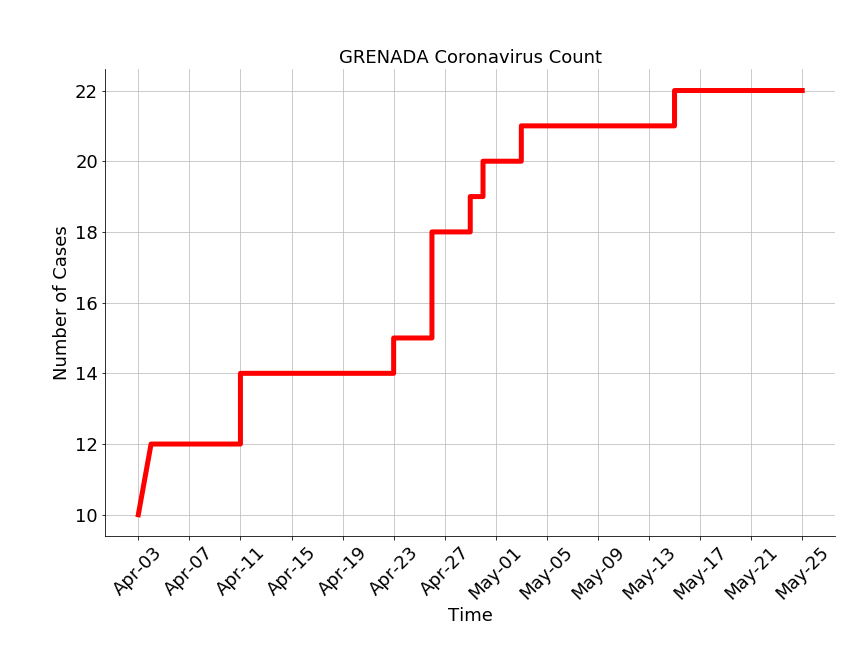 GRENADA Coronavirus Count
Number of Cases
22
20
18
16
14
12
10
Apr-03
Apr-07
Apr-11
Apr-15
Apr-19
Apr-23
Apr-27
May-01
May-05
May-09
May-13
May-17
May-21
May-25
Time